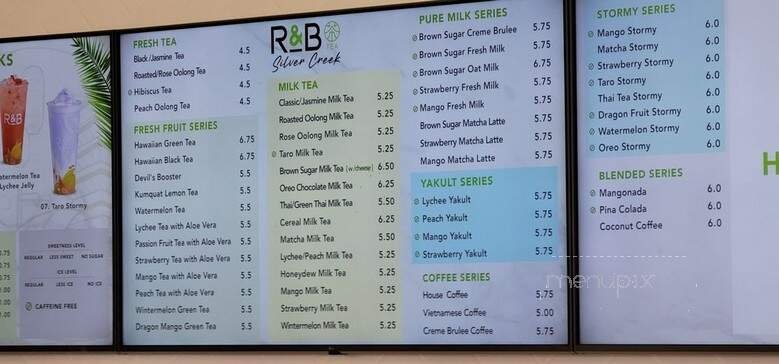 KS
R&B
Watermelon Tea
Lychee Jelly
07. Taro Stormy
SWEETNESS LEVEL
REGULAR LESS SWEET NO SUGAR
ICE LEVEL
REGULAR LESS ICE NO ICE
CAFFEINE FREE
0.75
0.75
0.75
FRESH TEA
Black/Jasmine Tea 4.5
Roasted/Rose Oolong Tea 4.5
Hibiscus Tea 4.5
Peach Oolong Tea 4.5
FRESH FRUIT SERIES
Hawaiian Green Tea 6.75
Hawaiian Black Tea 6.75
Devil's Booster 5.5
Kumquat Lemon Tea 5.5
Watermelon Tea 5.5
Lychee Tea with Aloe Vera 5.5
Passion Fruit Tea with Aloe Vera 5.5
Strawberry Tea with Aloe Vera 5.5
Mango Tea with Aloe Vera 5.5
Peach Tea with Aloe Vera 5.5
Wintermelon Green Tea 5.5
Dragon Mango Green Tea 5.5
R&B
TEA
Silver Creek
MILK TEA
Classic/Jasmine Milk Tea 5.25
Roasted Oolong Milk Tea 5.25
Rose Oolong Milk Tea 5.25
Taro Milk Tea 5.25
Brown Sugar Milk Tea (w/cheese) 6.50
Oreo Chocolate Milk Tea 6.25
Thai/Green Thai Milk Tea 5.50
Cereal Milk Tea 6.25
Matcha Milk Tea 5.50
Lychee/Peach Milk Tea 5.25
Honeydew Milk Tea 5.25
Mango Milk Tea 5.25
Strawberry Milk Tea 5.25
Wintermelon Milk Tea 5.25
PURE MILK SERIES
Brown Sugar Creme Brulee 5.75
Brown Sugar Fresh Milk 5.75
Brown Sugar Oat Milk 6.75
Strawberry Fresh Milk 5.75
Mango Fresh Milk 5.75
Brown Sugar Matcha Latte 5.75
Strawberry Matcha Latte 5.75
Mango Matcha Latte 5.75
YAKULT SERIES
Lychee Yakult 5.75
Peach Yakult 5.75
Mango Yakult 5.75
Strawberry Yakult 5.75
COFFEE SERIES
House Coffee 5.75
Vietnamese Coffee 5.00
Creme Brulee Coffee 5.75
STORMY SERIES
Mango Stormy 6.0
Matcha Stormy 6.0
Strawberry Stormy 6.0
Taro Stormy 6.0
Thai Tea Stormy 6.0
Dragon Fruit Stormy 6.0
Watermelon Stormy 6.0
Oreo Stormy 6.0
BLENDED SERIES
Mangonada 6.0
Pina Colada 6.0
Coconut Coffee 6.0
H
menupix